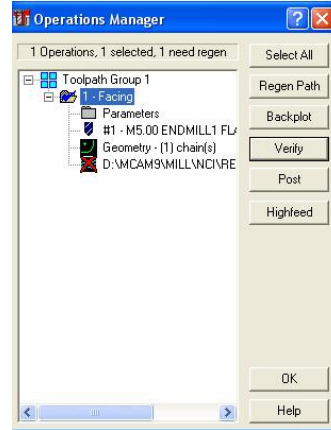 Operations Manager
1 Operations, 1 selected, 1 need regen
Select All
Toolpath Group 1
Regen Path
1 - Facing
Parameters
Backplot
#1 - M5.00 ENDMILL1 FLA
Geometry - (1) chain(s)
Verify
D:\MCAM9\MILL\NCI\RE
Post
Highfeed
OK
Help